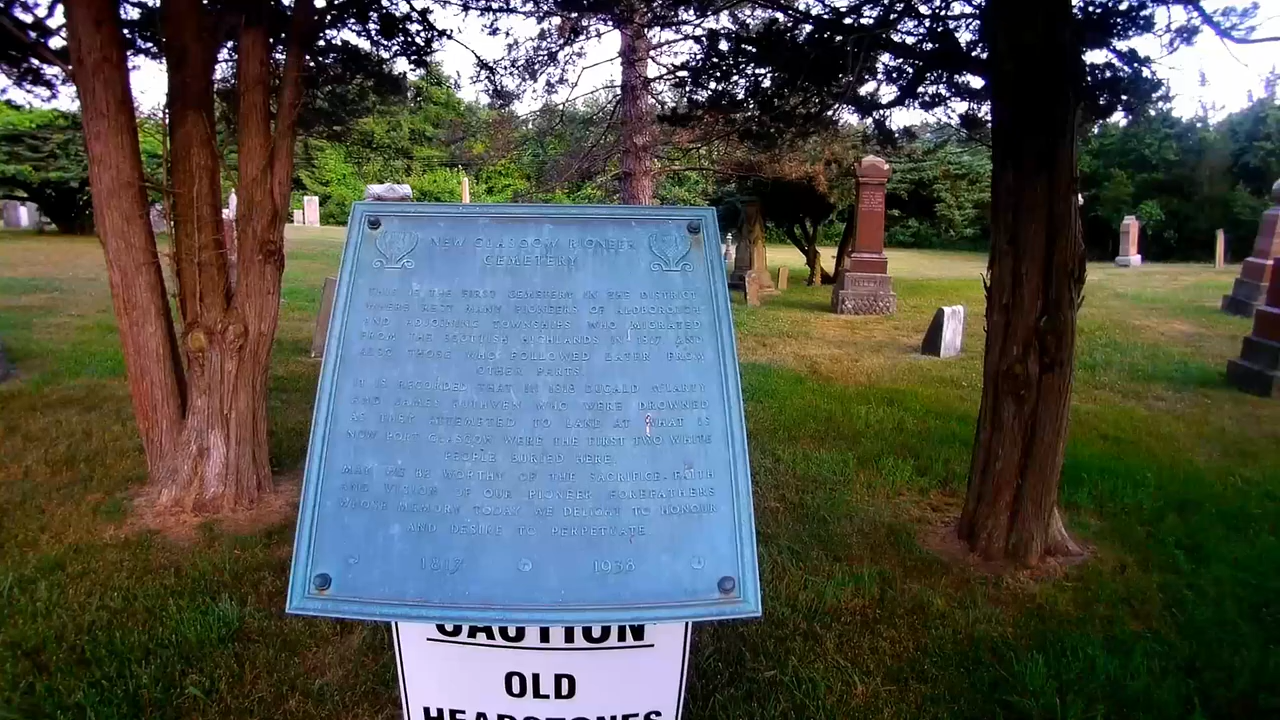 NEW GLASGOW PIONEER
CEMETERY
THIS IS THE FIRST CEMETERY IN THE DISTRICT
WHERE REST MANY PIONEERS OF ALDBOROUGH
AND ADJOINING TOWNSHIPS WHO MIGRATED
FROM THE SCOTTISH HIGHLANDS IN 1817 AND
ALSO THOSE WHO FOLLOWED LATER FROM
OTHER PARTS.
IT IS RECORDED THAT IN 1818 DUGALD
AND JAMES RUTHVEN WHO WERE DROWNED
AS THEY ATTEMPTED TO LAND AT WHAT IS
NOW PORT GLASGOW WERE THE FIRST TWO WHITE
PEOPLE BURIED HERE.
MAY WE BE WORTHY OF THE SACRIFICE-FAITH
AND VISION OF OUR PIONEER FOREFATHERS
WHOSE MEMORY TODAY WE DELIGHT TO HONOUR
AND DESIRE TO PERPETUATE
1817 1938
CAUTION
OLD
HEADSTONES